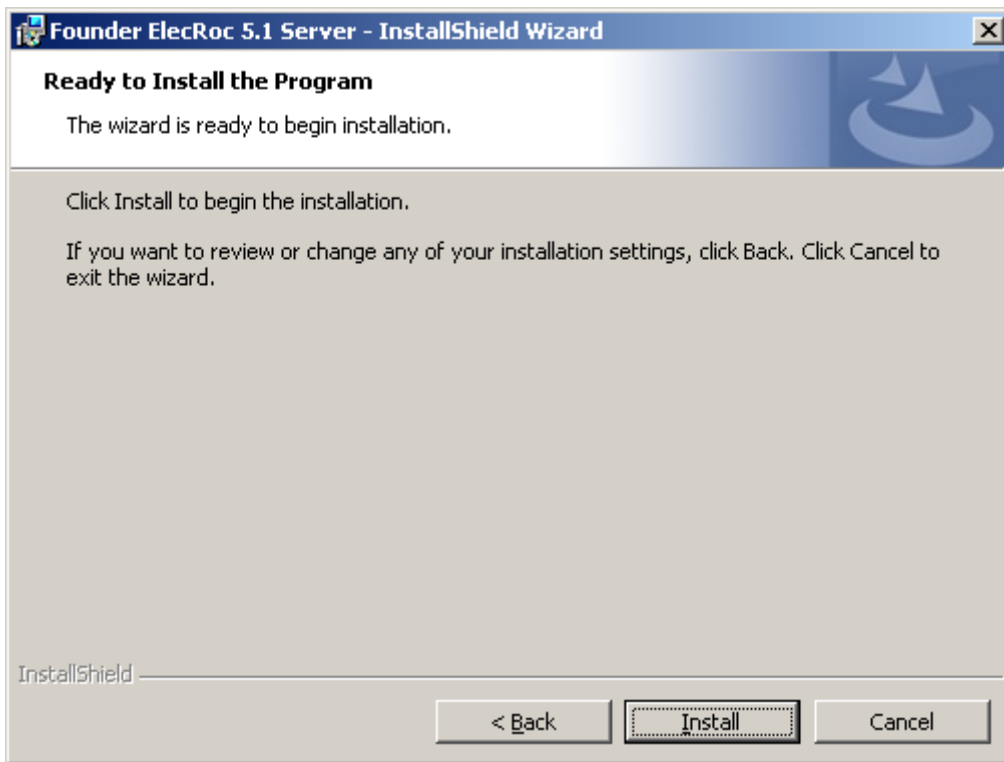 Founder ElecRoc 5.1 Server - InstallShield Wizard
Ready to Install the Program
The wizard is ready to begin installation.
Click Install to begin the installation.
If you want to review or change any of your installation settings, click Back. Click Cancel to
exit the wizard.
InstallShield
< Back
Install
Cancel